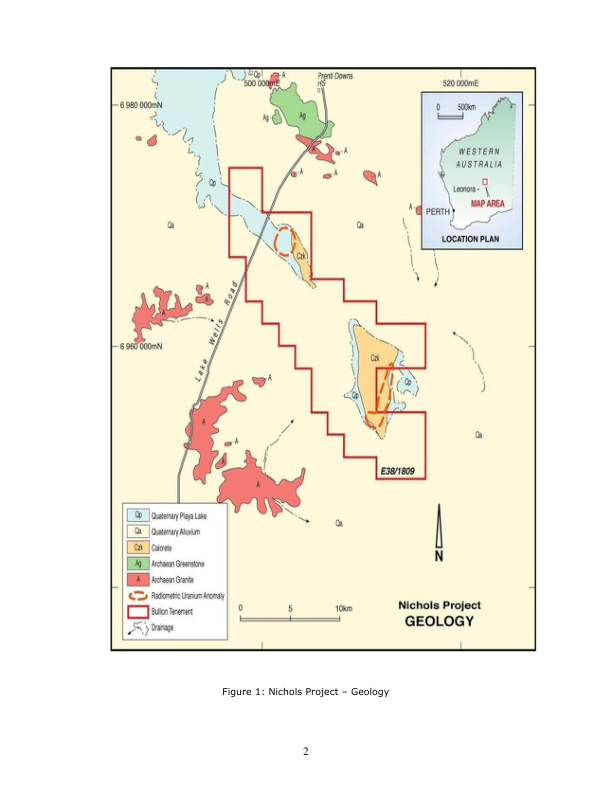 Qp
A
500 000mE
Prenti Downs
HS
520 000mE
6 980 000mN
Ag
Ag
0 500km
WESTERN
AUSTRALIA
Leonora
MAP AREA
PERTH
LOCATION PLAN
A
A
A
A
A
A
Qp
Qa
Qa
Czk
Lake Wells Road
A
A
A
6 960 000mN
Czk
Qp
Qp
A
A
A
A
A
Qa
E38/1809
Qa
N
Qp Quaternary Playa Lake
Qa Quaternary Alluvium
Czk Calcrete
Ag Archaean Greenstone
A Archaean Granite
Radiometric Uranium Anomaly
Bullion Tenement
Drainage
0 5 10km
Nichols Project
GEOLOGY
Figure 1: Nichols Project – Geology
2